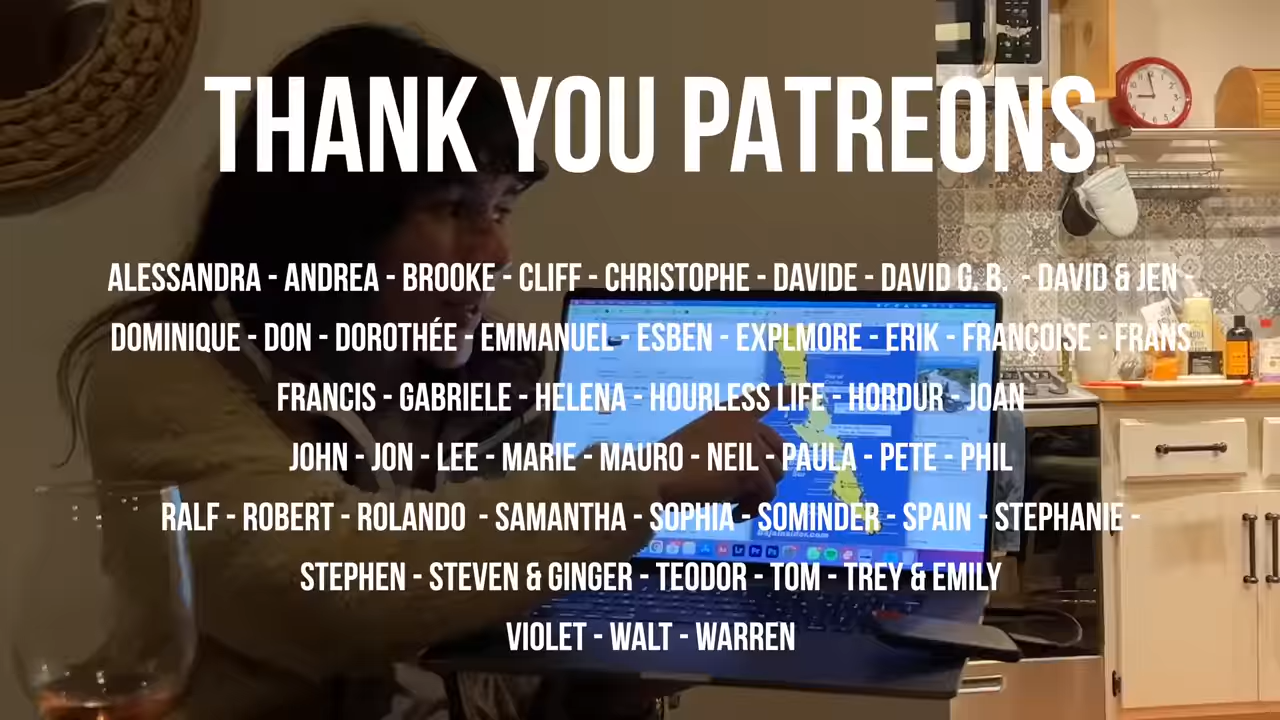 THANK YOU PATREONS
ALESSANDRA - ANDREA - BROOKE - CLIFF - CHRISTOPHE - DAVIDE - DAVID G. B. - DAVID & JEN -
DOMINIQUE - DON - DOROTHÉE - EMMANUEL - ESBEN - EXPLMORE - ERIK - FRANÇOISE - FRANS
FRANCIS - GABRIELE - HELENA - HOURLESS LIFE - HORDUR - JOAN
JOHN - JON - LEE - MARIE - MAURO - NEIL - PAULA - PETE - PHIL
RALF - ROBERT - ROLANDO - SAMANTHA - SOPHIA - SOMINDER - SPAIN - STEPHANIE -
STEPHEN - STEVEN & GINGER - TEODOR - TOM - TREY & EMILY
VIOLET - WALT - WARREN